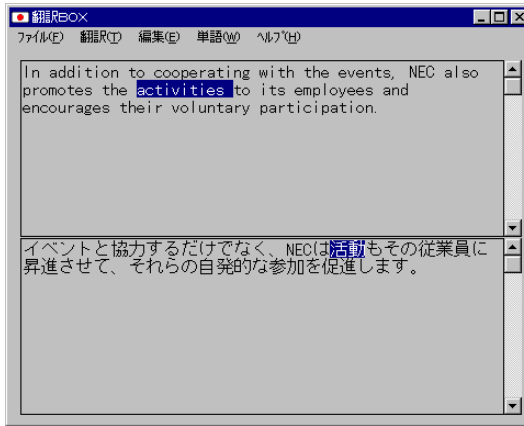 翻訳BOX
ﾌｧｲﾙ(F) 翻訳(T) 編集(E) 単語(W) ﾍﾙﾌﾟ(H)
In addition to cooperating with the events, NEC also
promotes the activities to its employees and
encourages their voluntary participation.
イベントと協力するだけでなく、NECは活動もその従業員に
昇進させて、それらの自発的な参加を促進します。